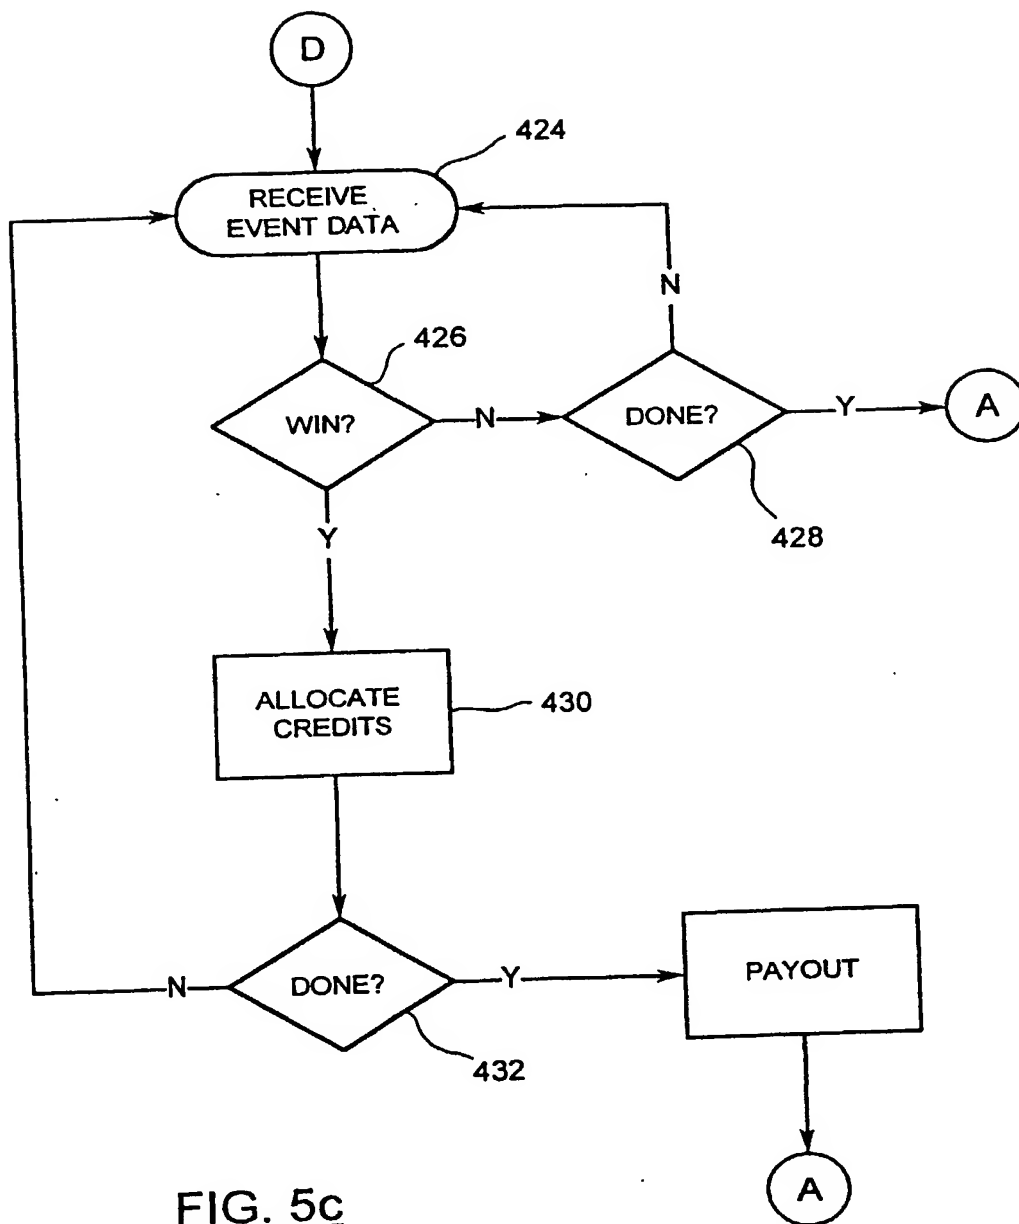 D
424
RECEIVE
EVENT DATA
N
426
WIN?
N
DONE?
Y
A
428
Y
ALLOCATE
CREDITS
430
N
DONE?
Y
PAYOUT
432
A
FIG. 5c